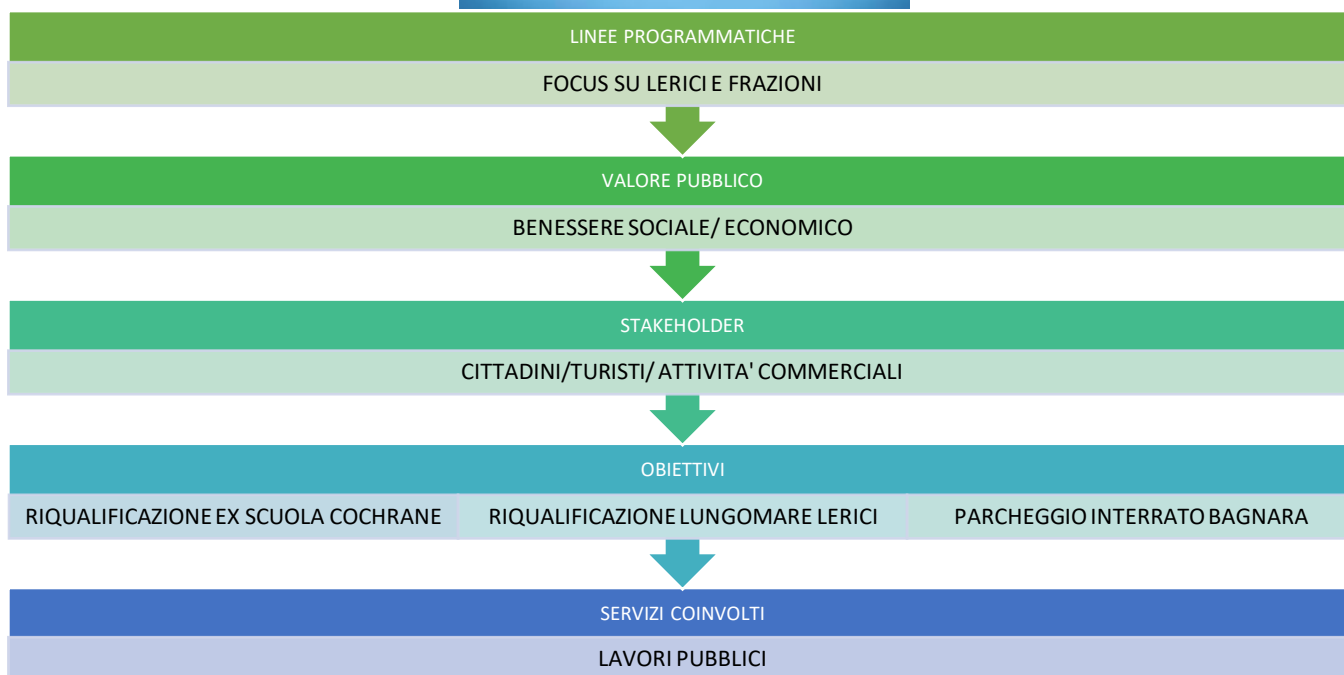 LINEE PROGRAMMATICHE
FOCUS SU LERICI E FRAZIONI
VALORE PUBBLICO
BENESSERE SOCIALE/ ECONOMICO
STAKEHOLDER
CITTADINI/TURISTI/ ATTIVITA' COMMERCIALI
OBIETTIVI
RIQUALIFICAZIONE EX SCUOLA COCHRANE
RIQUALIFICAZIONE LUNGOMARE LERICI
PARCHEGGIO INTERRATO BAGNARA
SERVIZI COINVOLTI
LAVORI PUBBLICI